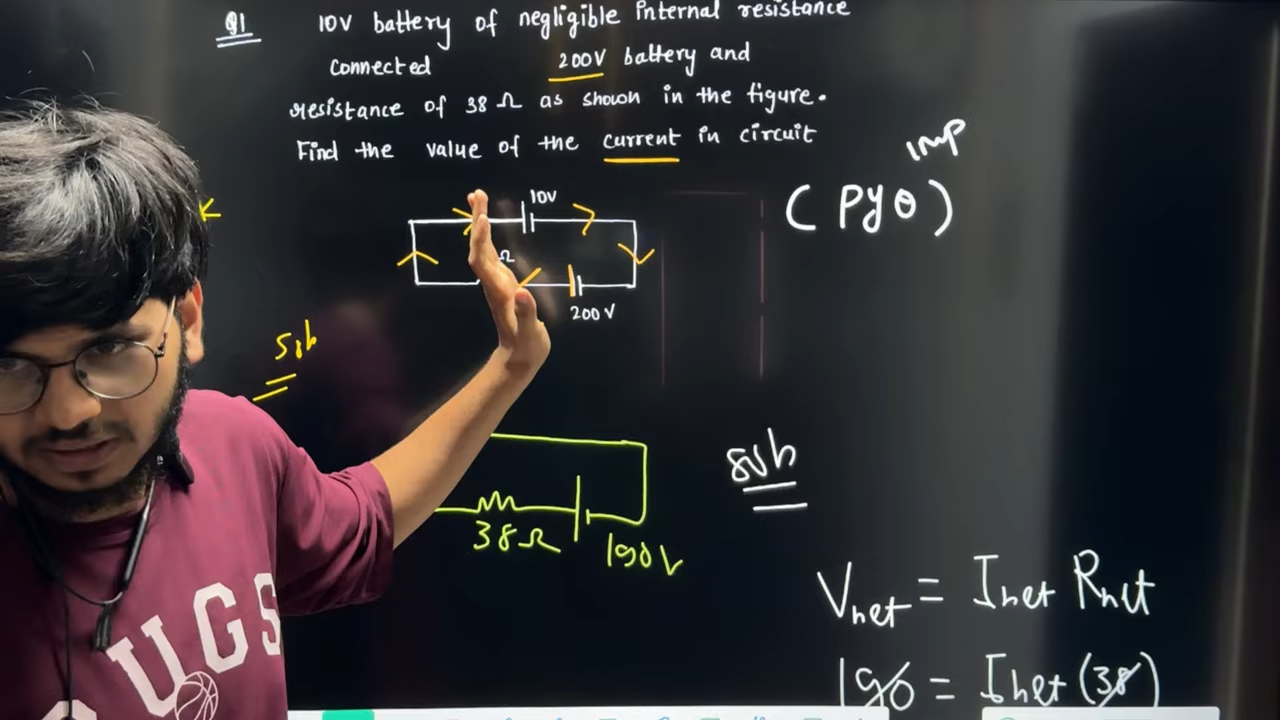 Q1 10V battery of negligible internal resistance
connected 200V battery and
resistance of 38 Ω as shown in the figure.
Find the value of the current in circuit
Imp
(PYQ)
10V
Ω
200V
Soln
38Ω
190V
Soln
Vnet = Inet Rnet
190 = Inet (38)
UGS